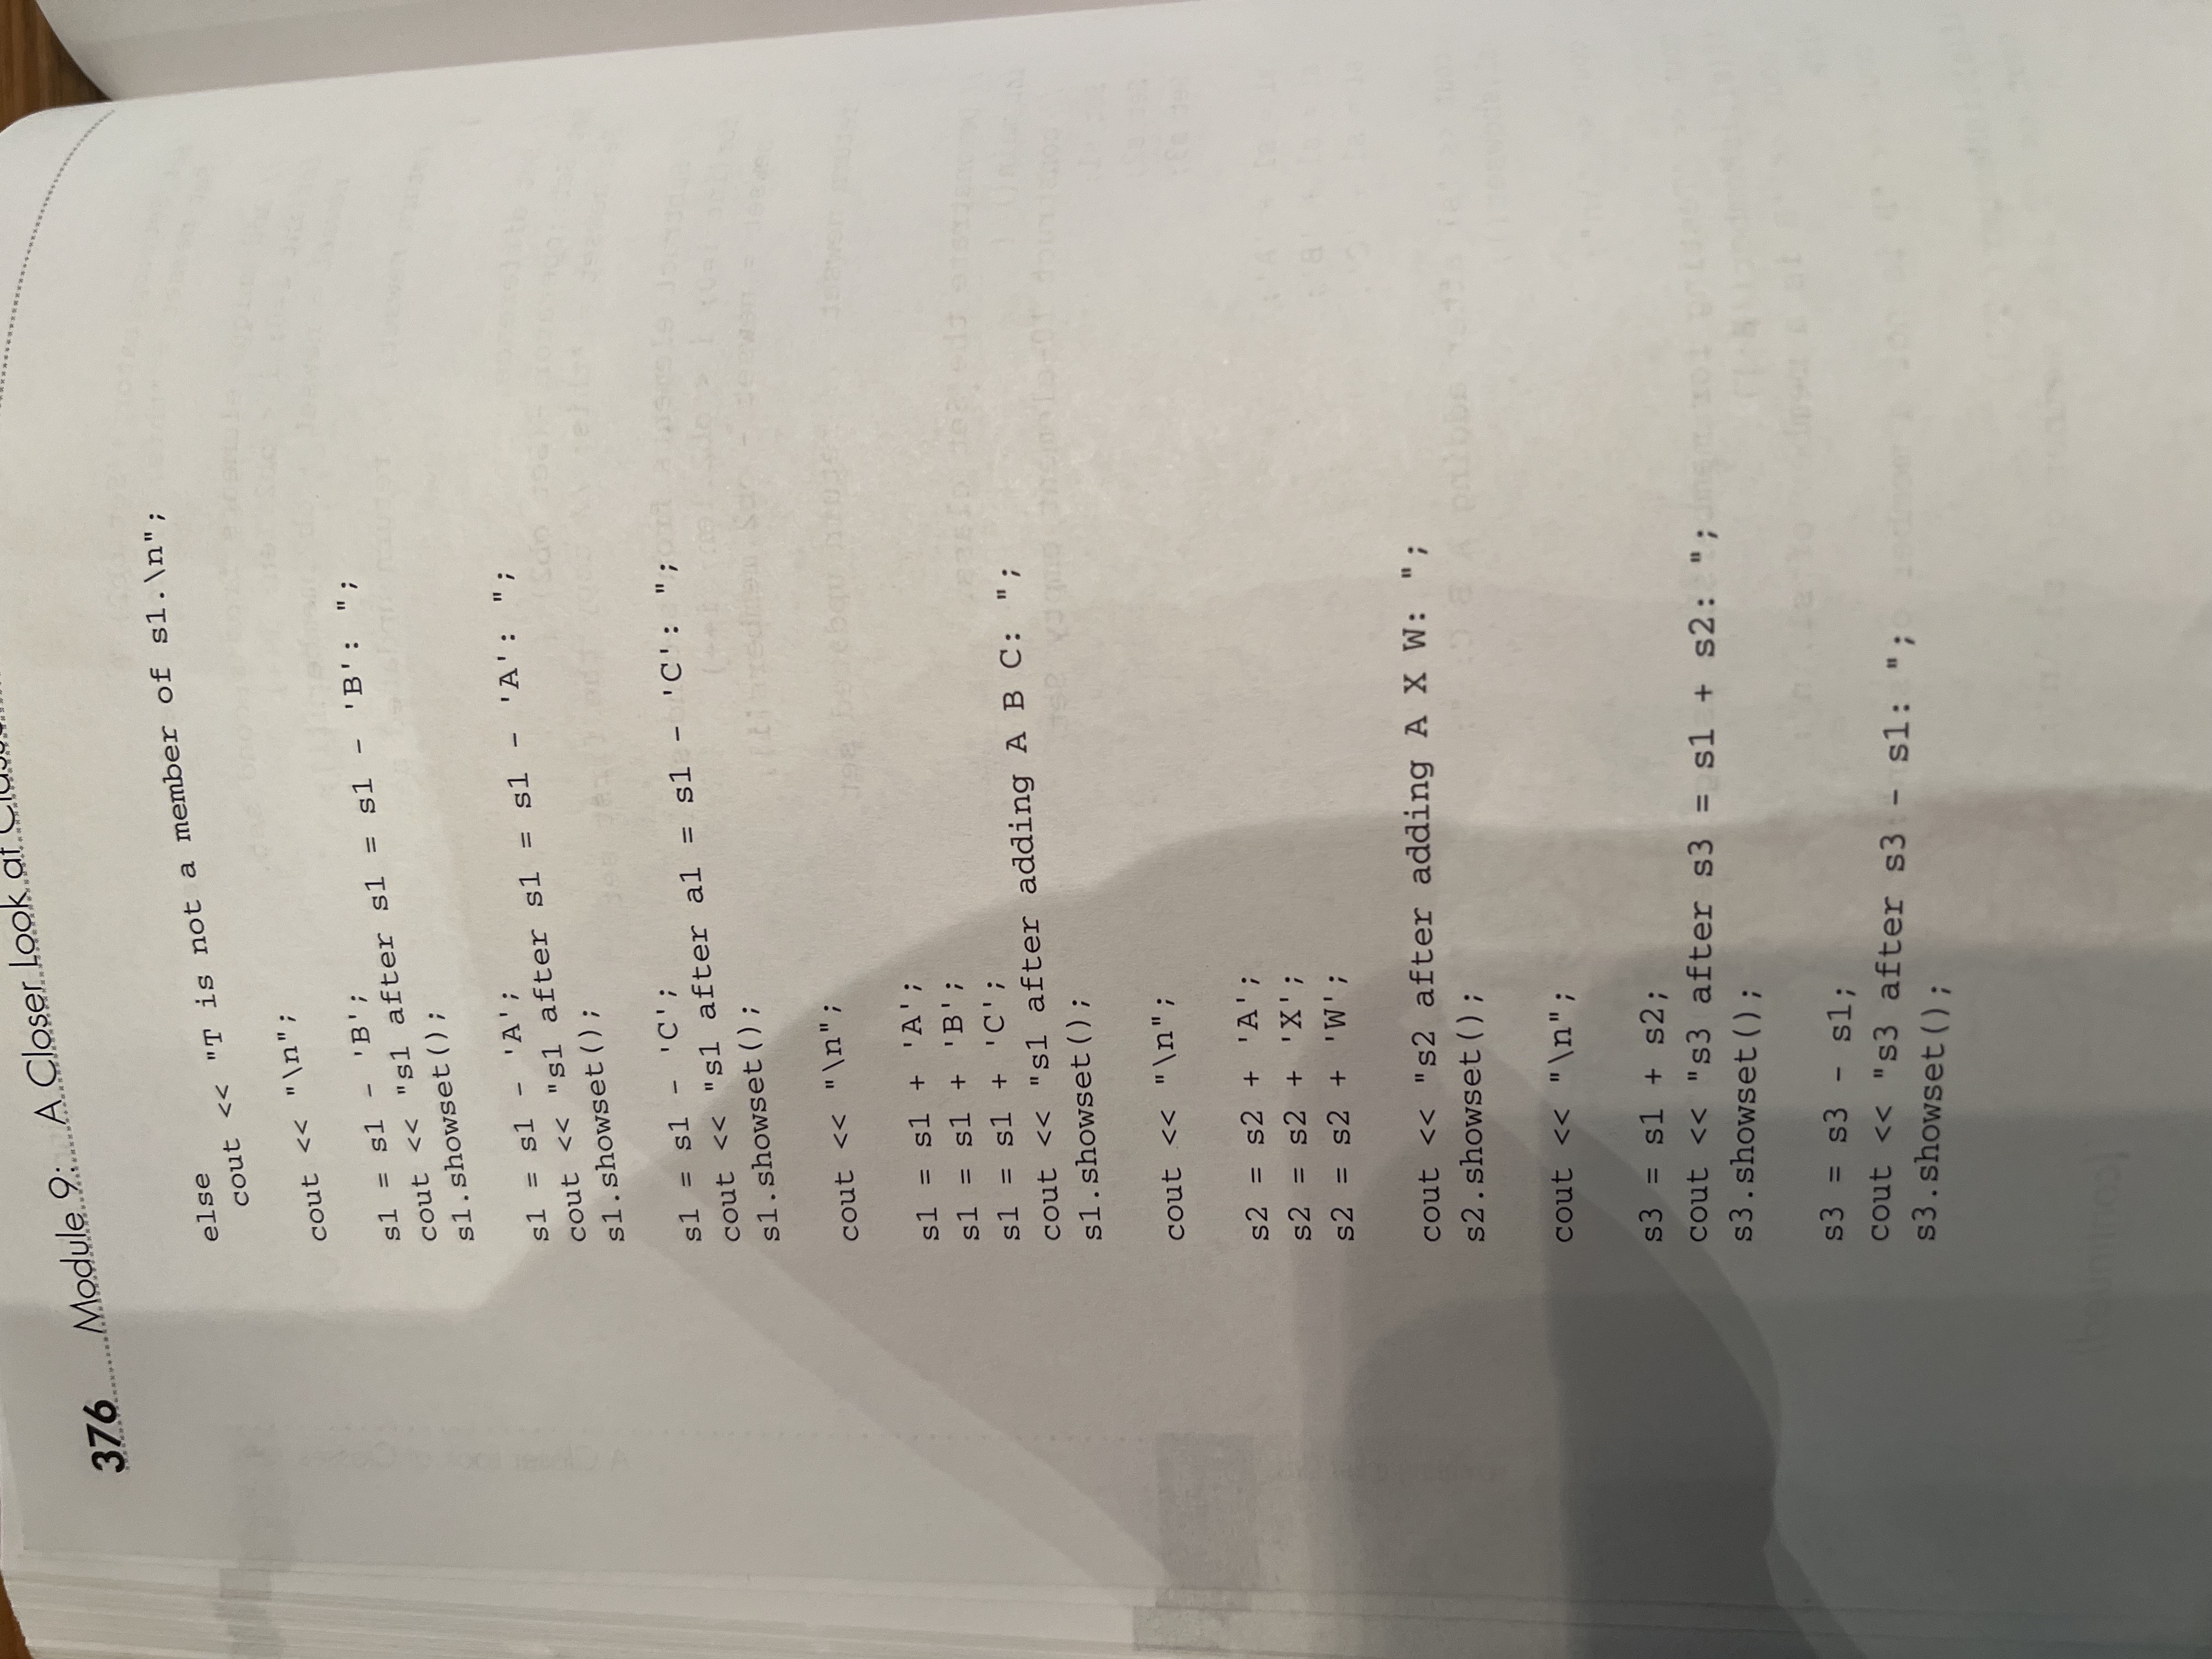 376 Module 9: A Closer Look at
else
cout << "T is not a member of s1.\n";
cout << "\n";
s1 = s1 - 'B';
cout << "s1 after s1 = s1 - 'B': ";
s1.showset();
s1 = s1 - 'A';
cout << "s1 after s1 = s1 - 'A': ";
s1.showset();
s1 = s1 - 'C';
cout << "s1 after a1 = s1 - 'C': ";
s1.showset();
cout << "\n";
s1 = s1 + 'A';
s1 = s1 + 'B';
s1 = s1 + 'C';
cout << "s1 after adding A B C: ";
s1.showset();
cout << "\n";
s2 = s2 + 'A';
s2 = s2 + 'X';
s2 = s2 + 'W';
cout << "s2 after adding A X W: ";
s2.showset();
cout << "\n";
s3 = s1 + s2;
cout << "s3 after s3 = s1 + s2: ";
s3.showset();
s3 = s3 - s1;
cout << "s3 after s3 - s1: ";
s3.showset();